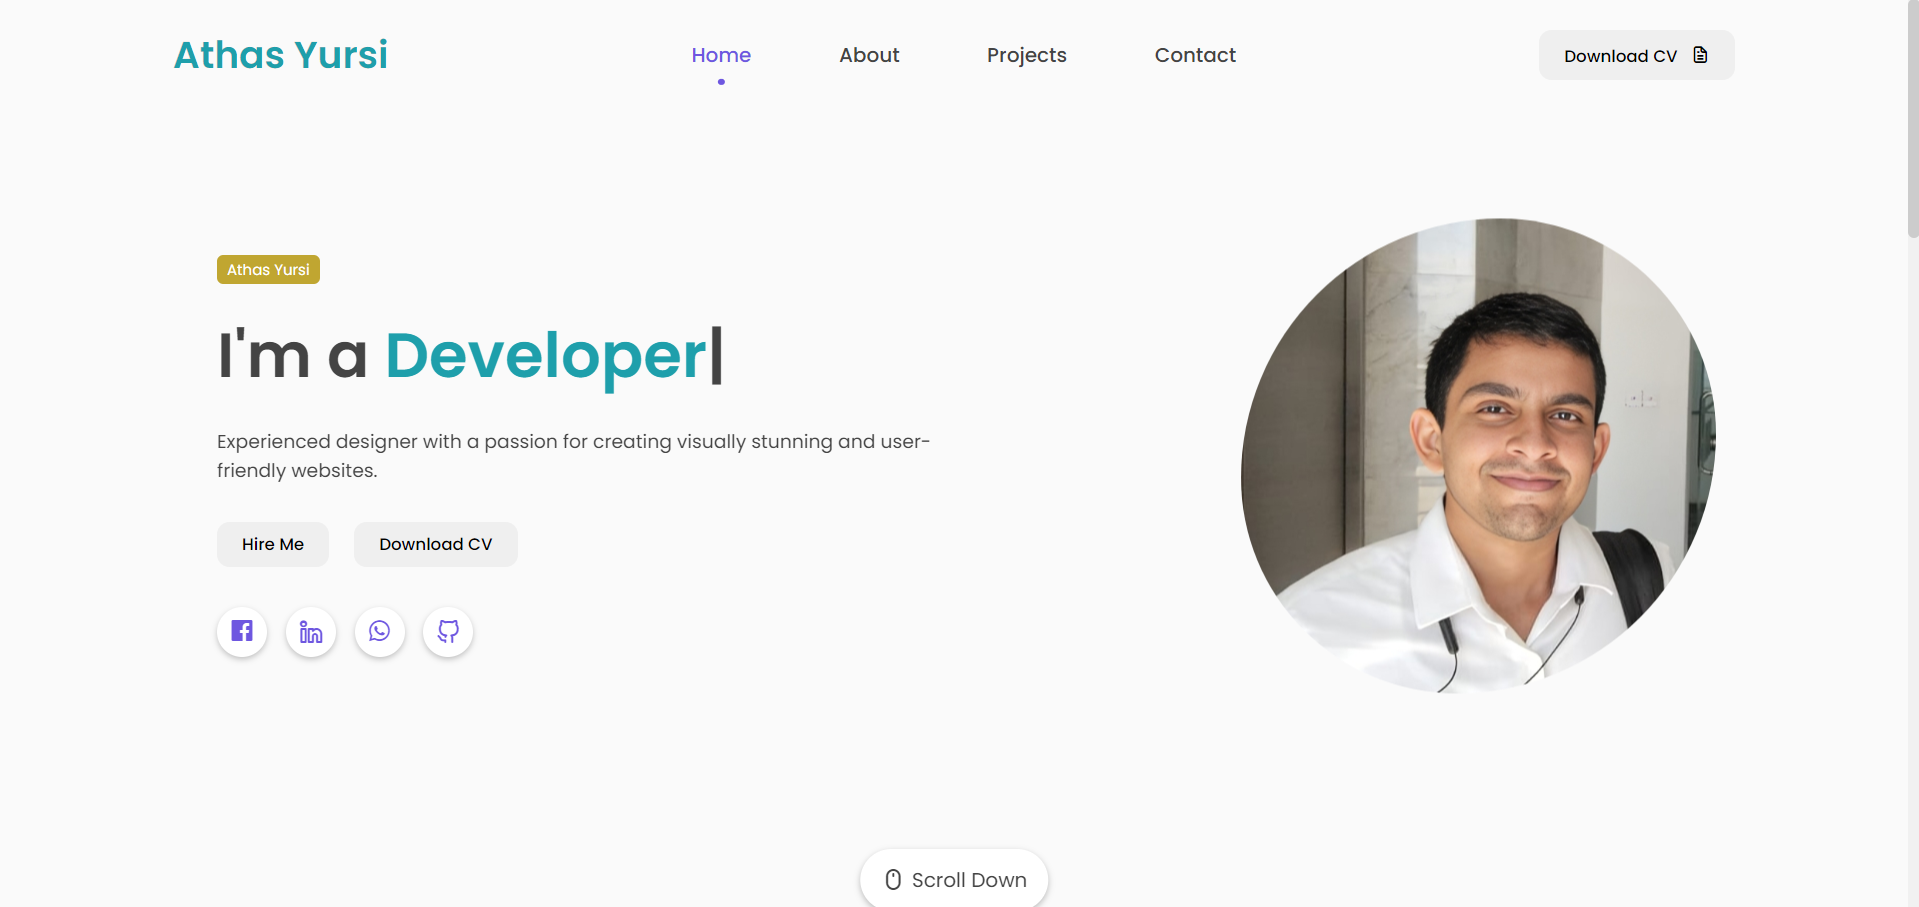 Athas Yursi
Home
About
Projects
Contact
Download CV
Athas Yursi
I'm a Developer|
Experienced designer with a passion for creating visually stunning and user-
friendly websites.
Hire Me
Download CV
Scroll Down